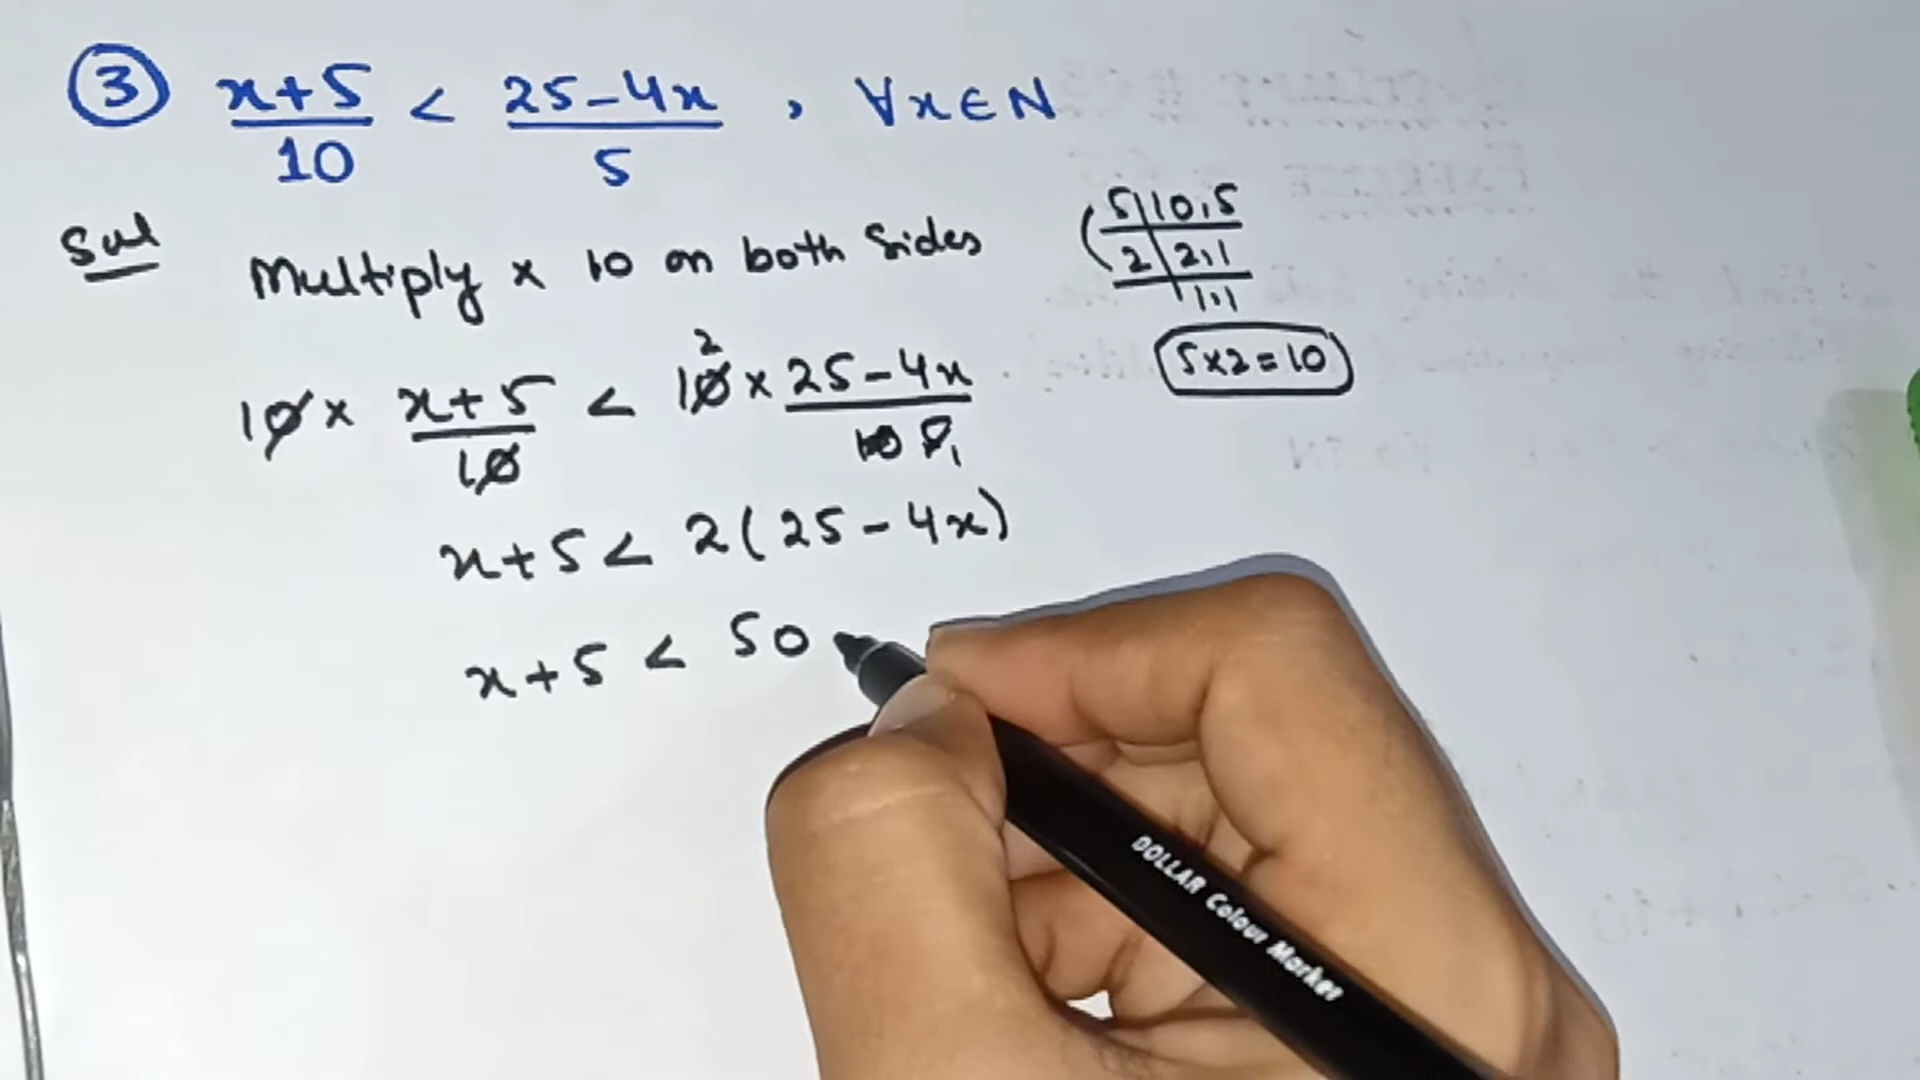 ③ x+5/10 < 25-4x/5 , ∀x∈N
Sol Multiply x 10 on both Sides
5|10,5
2|2,1
1,1
5x2=10
10 x x+5/10 < 10 x 25-4x/5
2
1
x+5 < 2(25-4x)
x+5 < 50
DOLLAR Colour Marker